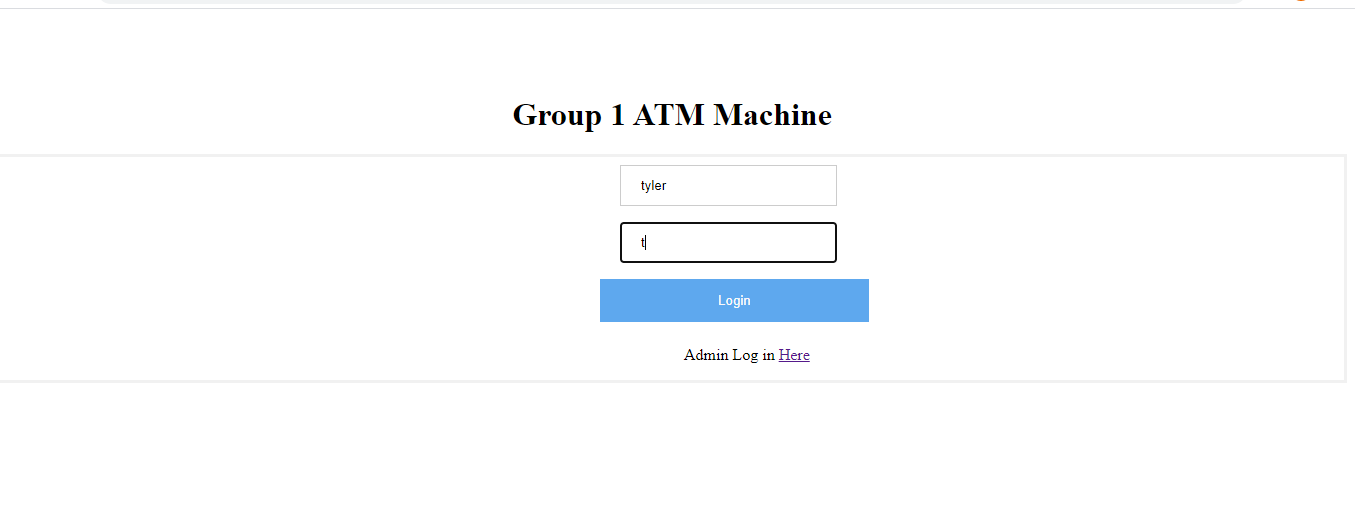 Group 1 ATM Machine
tyler
t
Login
Admin Log in Here